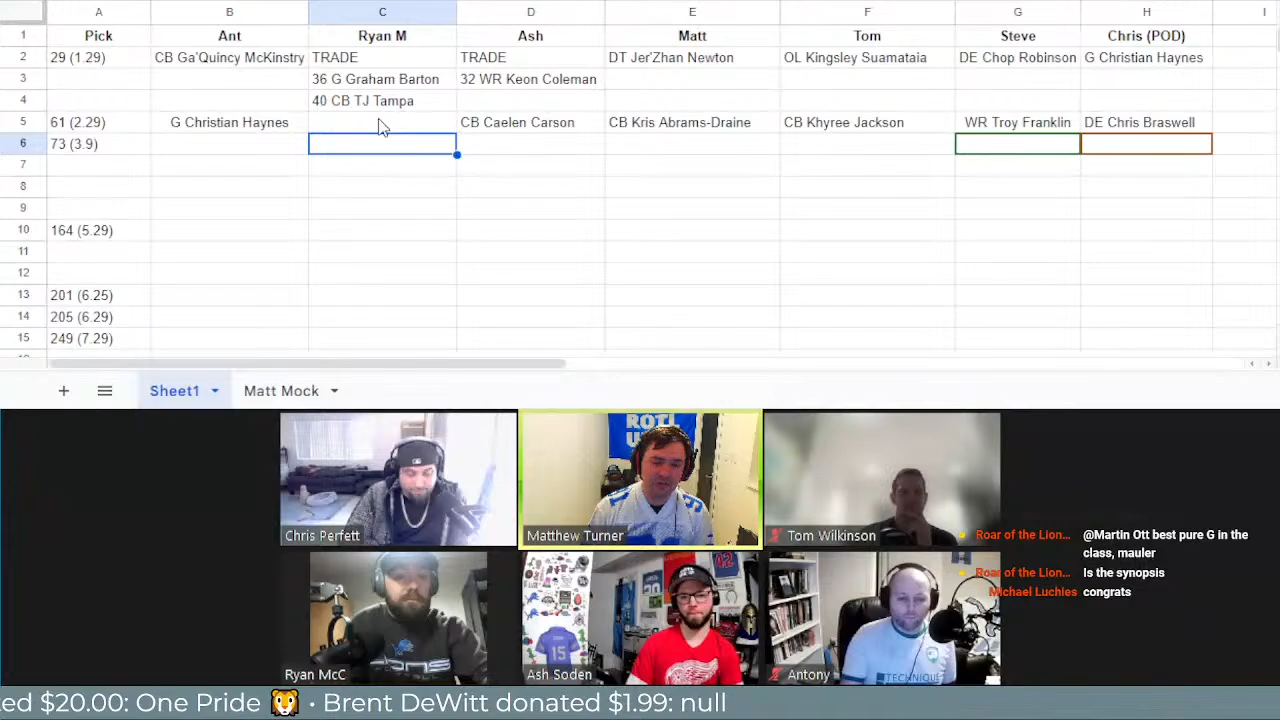 A B C D E F G H I
1 Pick Ant Ryan M Ash Matt Tom Steve Chris (POD)
2 29 (1.29) CB Ga'Quincy McKinstry TRADE TRADE DT Jer'Zhan Newton OL Kingsley Suamataia DE Chop Robinson G Christian Haynes
3 36 G Graham Barton 32 WR Keon Coleman
4 40 CB TJ Tampa
5 61 (2.29) G Christian Haynes CB Caelen Carson CB Kris Abrams-Draine CB Khyree Jackson WR Troy Franklin DE Chris Braswell
6 73 (3.9)
7
8
9
10 164 (5.29)
11
12
13 201 (6.25)
14 205 (6.29)
15 249 (7.29)
Sheet1 Matt Mock
ROTL
Chris Perfett
Matthew Turner
Tom Wilkinson
Roar of the Lion... @Martin Ott best pure G in the
class, mauler
Roar of the Lion... Is the synopsis
Michael Luchies congrats
Ryan McC
15
Ash Soden
Antony
TECHNIQUE
ed $20.00: One Pride 🦁 • Brent DeWitt donated $1.99: null